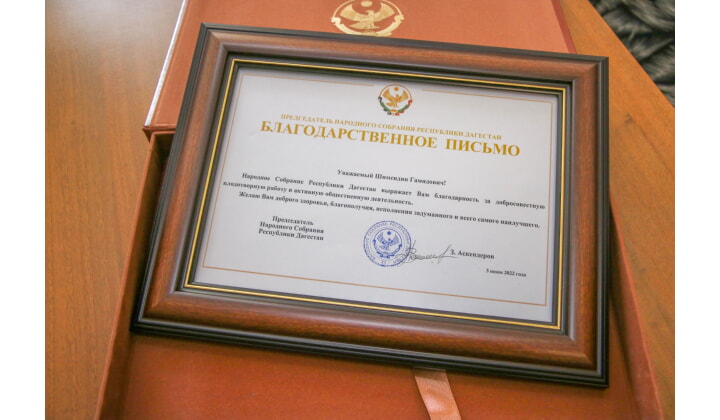 ПРЕДСЕДАТЕЛЬ НАРОДНОГО СОБРАНИЯ РЕСПУБЛИКИ ДАГЕСТАН
БЛАГОДАРСТВЕННОЕ ПИСЬМО
Уважаемый Шимсидин Гамидович!
Народное Собрание Республики Дагестан выражает Вам благодарность за добросовестную
плодотворную работу и активную общественную деятельность.
Желаю Вам доброго здоровья, благополучия, исполнения задуманного и всего самого наилучшего.
Председатель
Народного Собрания
Республики Дагестан
З. Аскендеров
3 июня 2022 года